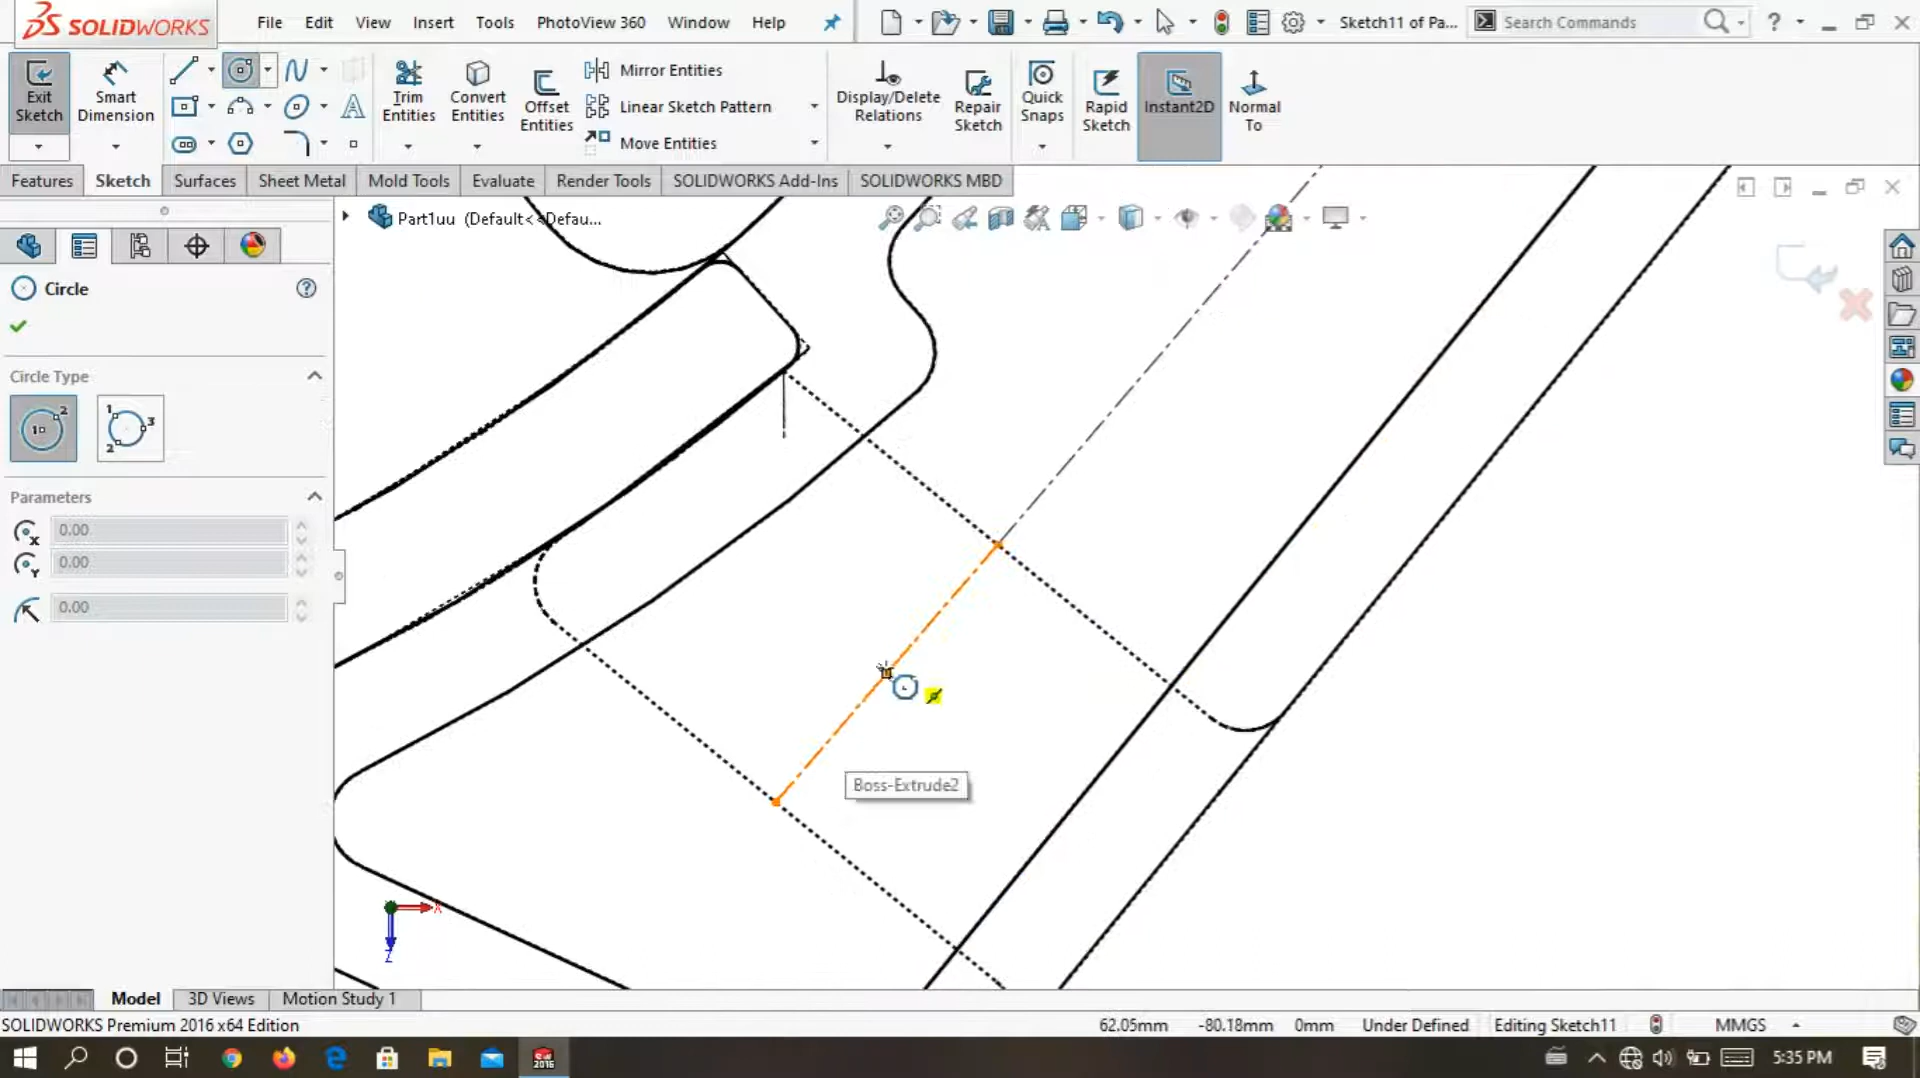 SOLIDWORKS
File Edit View Insert Tools PhotoView 360 Window Help
Sketch11 of Pa...
Search Commands
Exit Sketch
Smart Dimension
Trim Entities
Convert Entities
Offset Entities
Mirror Entities
Linear Sketch Pattern
Move Entities
Display/Delete Relations
Repair Sketch
Quick Snaps
Rapid Sketch
Instant2D
Normal To
Features Sketch Surfaces Sheet Metal Mold Tools Evaluate Render Tools SOLIDWORKS Add-Ins SOLIDWORKS MBD
Part1uu (Default<<Defau...
Circle
Circle Type
Parameters
0.00
0.00
0.00
Boss-Extrude2
X
Z
Model 3D Views Motion Study 1
SOLIDWORKS Premium 2016 x64 Edition
62.05mm -80.18mm 0mm Under Defined Editing Sketch11 MMGS
5:35 PM